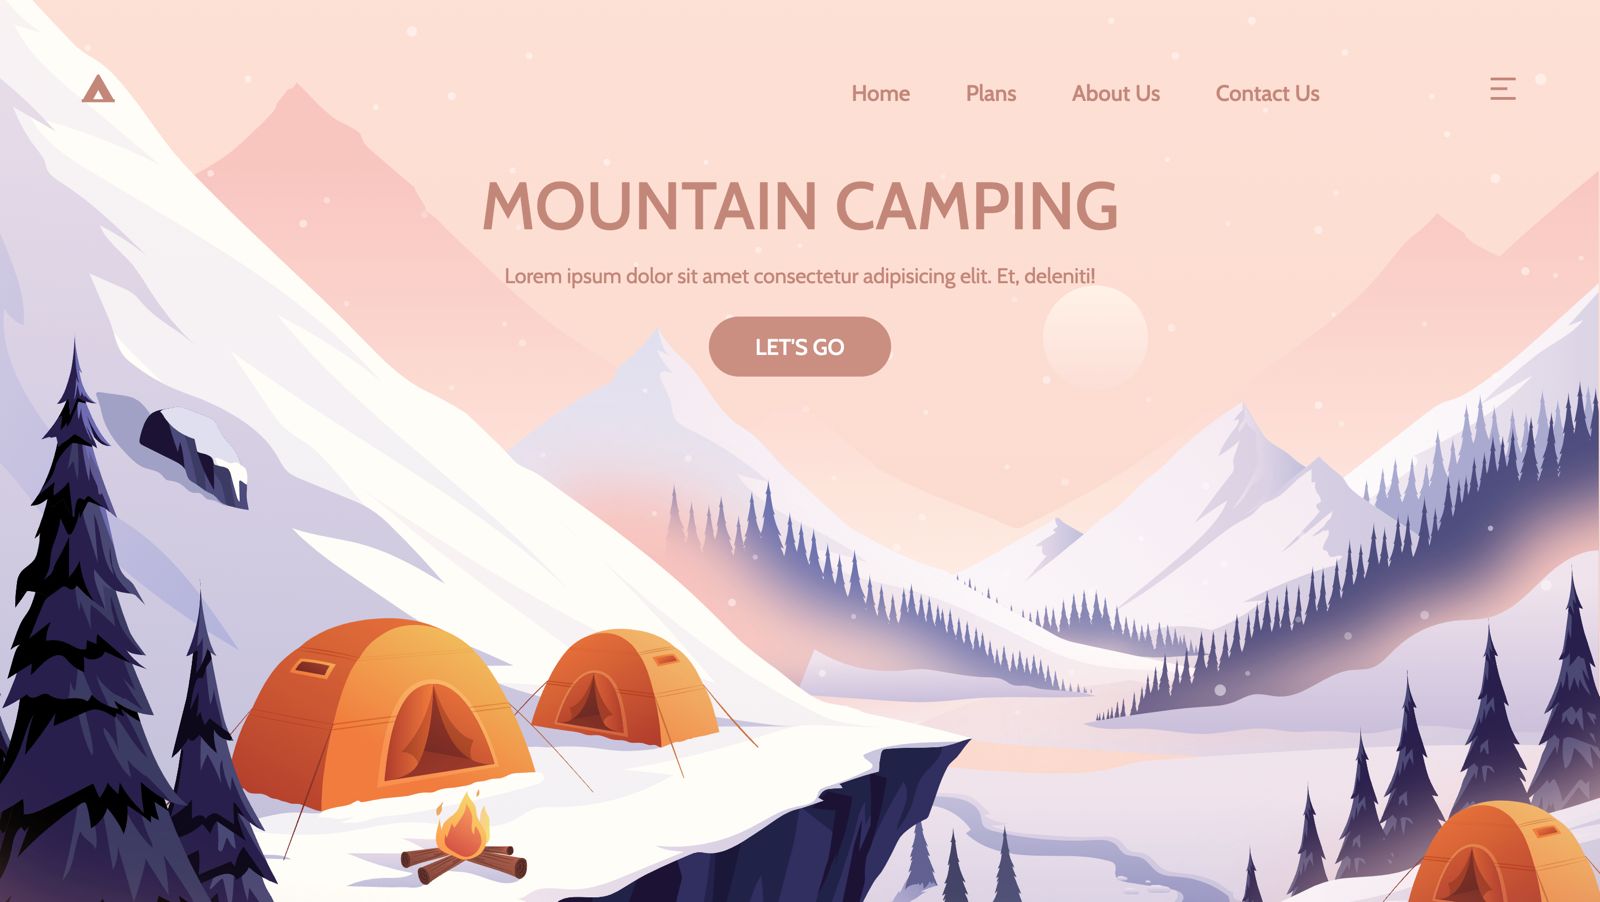 Home Plans About Us Contact Us
MOUNTAIN CAMPING
Lorem ipsum dolor sit amet consectetur adipisicing elit. Et, deleniti!
LET'S GO